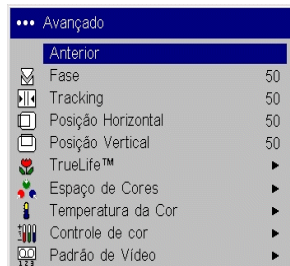 ••• Avançado
Anterior
Fase 50
Tracking 50
Posição Horizontal 50
Posição Vertical 50
TrueLife™
Espaço de Cores
Temperatura da Cor
Controle de cor
Padrão de Vídeo